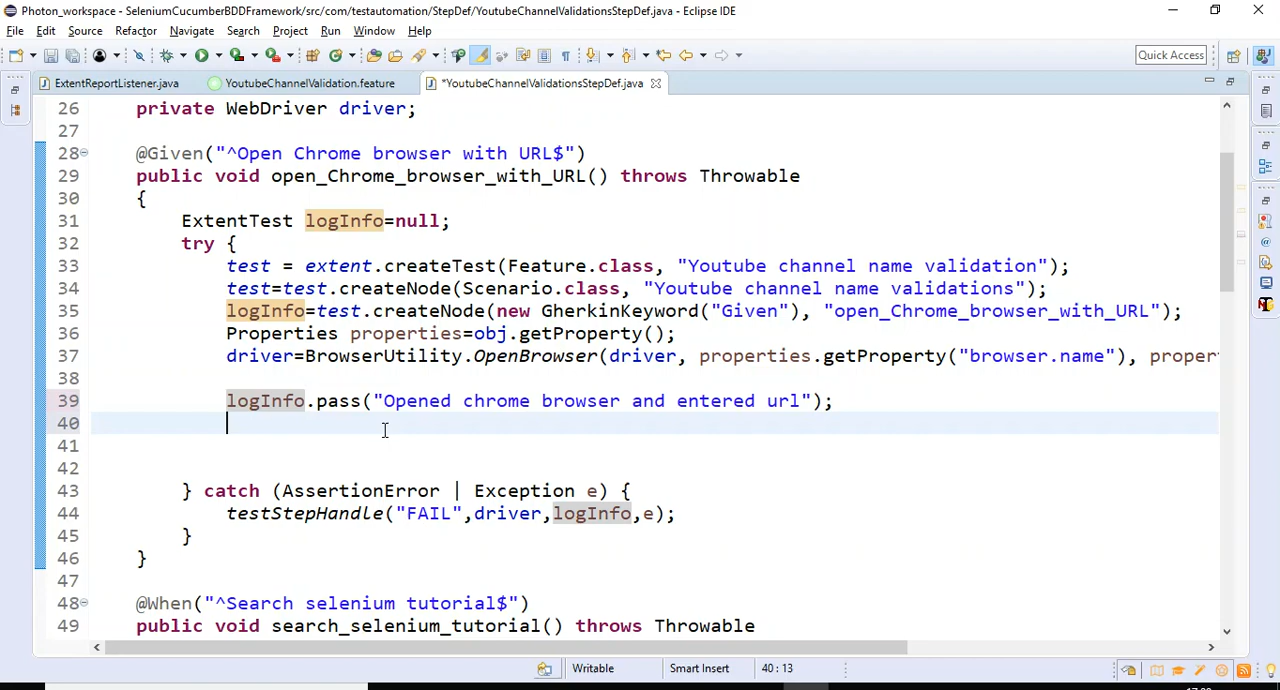 Photon_workspace - SeleniumCucumberBDDFramework/src/com/testautomation/StepDef/YoutubeChannelValidationsStepDef.java - Eclipse IDE
File Edit Source Refactor Navigate Search Project Run Window Help
Quick Access
ExtentReportListener.java YoutubeChannelValidation.feature *YoutubeChannelValidationsStepDef.java
26 private WebDriver driver;
27
28 @Given("^Open Chrome browser with URL$")
29 public void open_Chrome_browser_with_URL() throws Throwable
30 {
31 ExtentTest logInfo=null;
32 try {
33 test = extent.createTest(Feature.class, "Youtube channel name validation");
34 test=test.createNode(Scenario.class, "Youtube channel name validations");
35 logInfo=test.createNode(new GherkinKeyword("Given"), "open_Chrome_browser_with_URL");
36 Properties properties=obj.getProperty();
37 driver=BrowserUtility.OpenBrowser(driver, properties.getProperty("browser.name"), proper
38
39 logInfo.pass("Opened chrome browser and entered url");
40
41
42
43 } catch (AssertionError | Exception e) {
44 testStepHandle("FAIL",driver,logInfo,e);
45 }
46 }
47
48 @When("^Search selenium tutorial$")
49 public void search_selenium_tutorial() throws Throwable
Writable Smart Insert 40 : 13